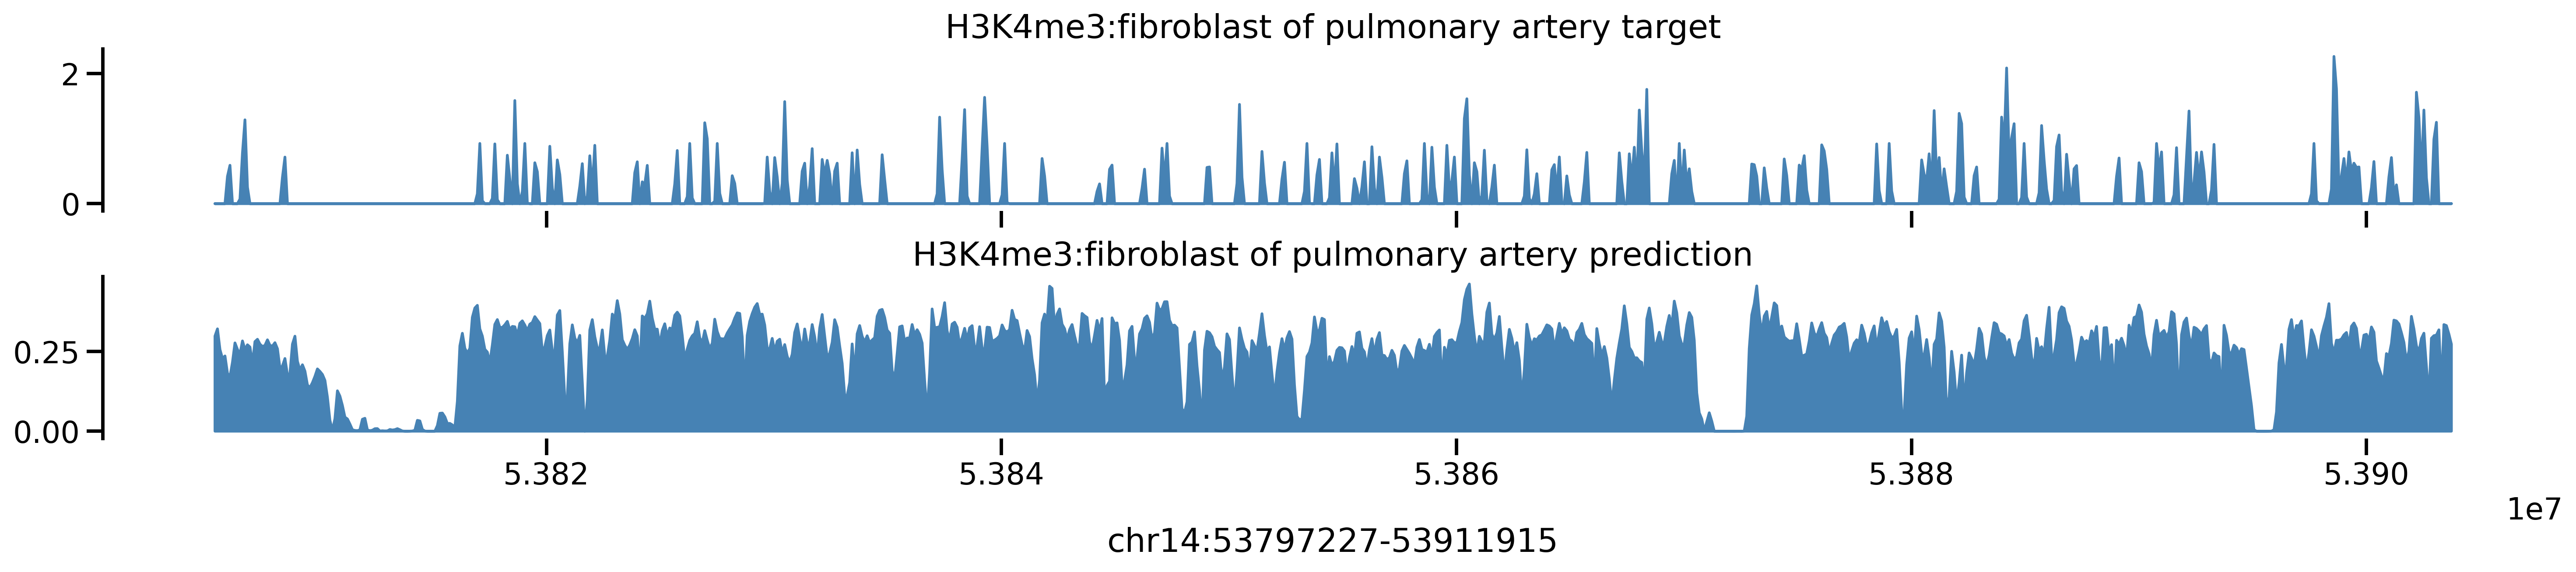 H3K4me3:fibroblast of pulmonary artery target
2
0
H3K4me3:fibroblast of pulmonary artery prediction
0.25
0.00
5.382 5.384 5.386 5.388 5.390
1e7
chr14:53797227-53911915